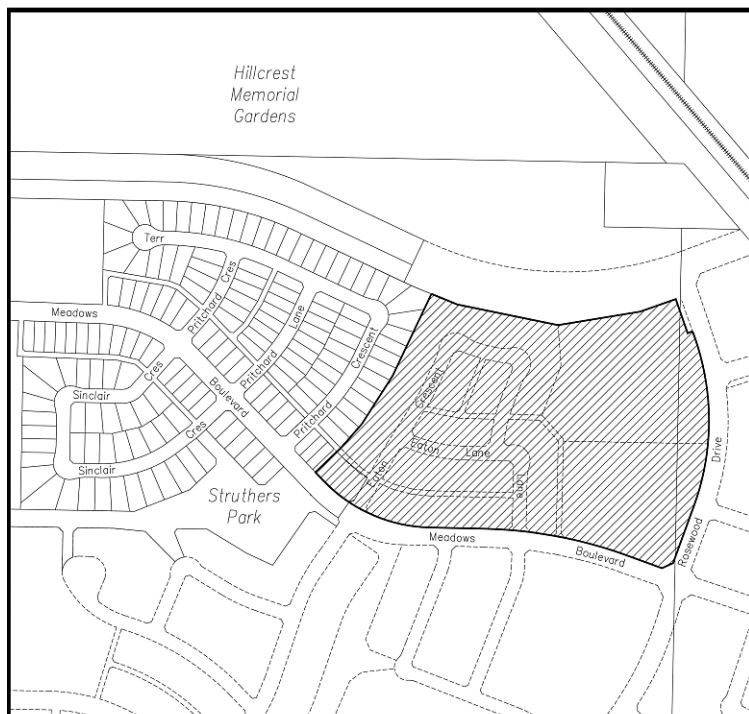 Hillcrest
Memorial
Gardens
Terr
Cres
Pritchard
Meadows
Lane
Pritchard
Crescent
Pritchard
Cres
Boulevard
Sinclair
Cres
Sinclair
Struthers
Park
Crescent
Eaton
Eaton
Lane
Lane
Drive
Rosewood
Meadows
Boulevard